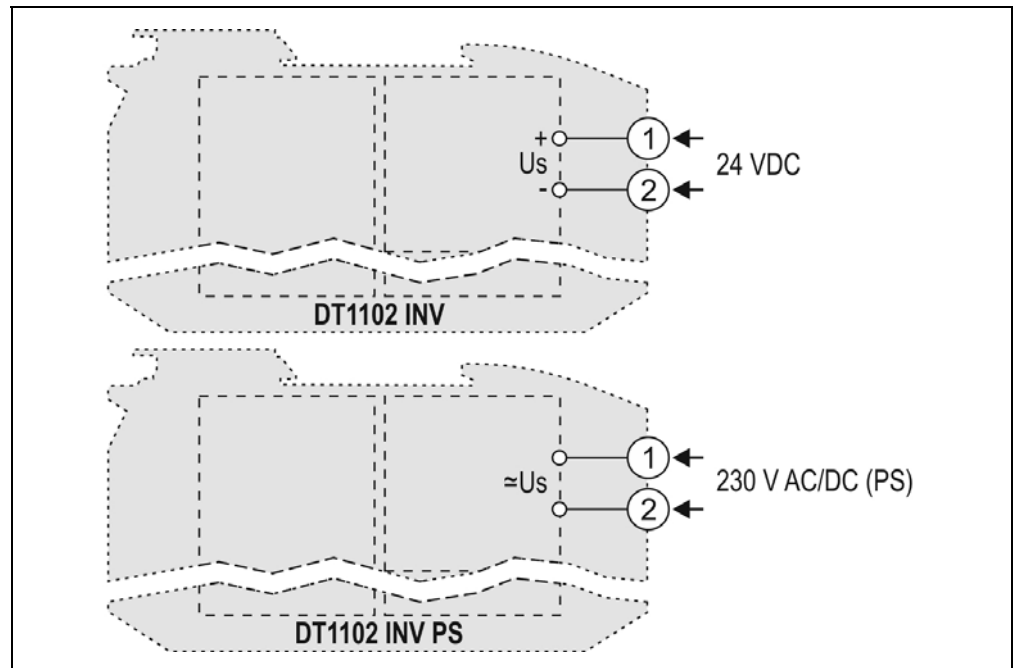 +
Us
-
1
2
24 VDC
DT1102 INV
≃Us
1
2
230 V AC/DC (PS)
DT1102 INV PS